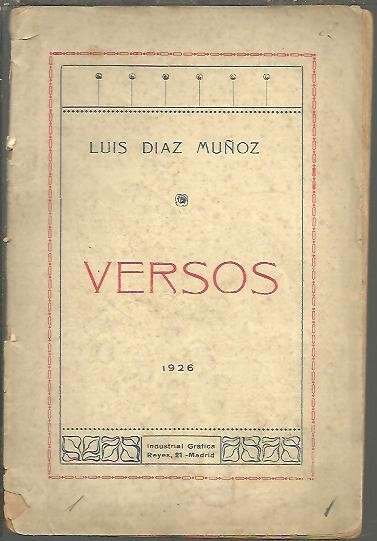 LUIS DIAZ MUÑOZ
VERSOS
1926
Industrial Gráfica
Reyes, 21 -Madrid